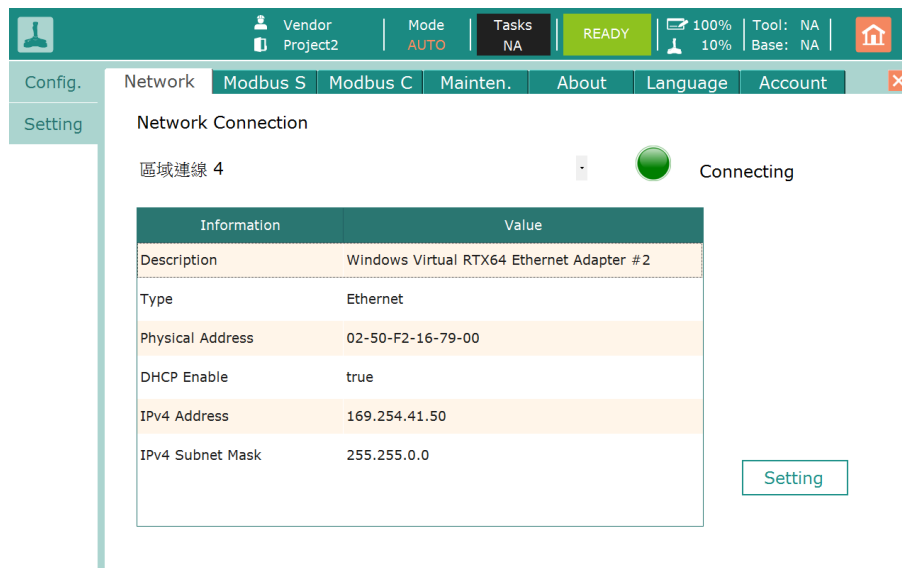 Vendor Mode Tasks READY 100% Tool: NA
Project2 AUTO NA 10% Base: NA
Config. Network Modbus S Modbus C Mainten. About Language Account
Setting
Network Connection
區域連線 4 Connecting
Information Value
Description Windows Virtual RTX64 Ethernet Adapter #2
Type Ethernet
Physical Address 02-50-F2-16-79-00
DHCP Enable true
IPv4 Address 169.254.41.50
IPv4 Subnet Mask 255.255.0.0
Setting